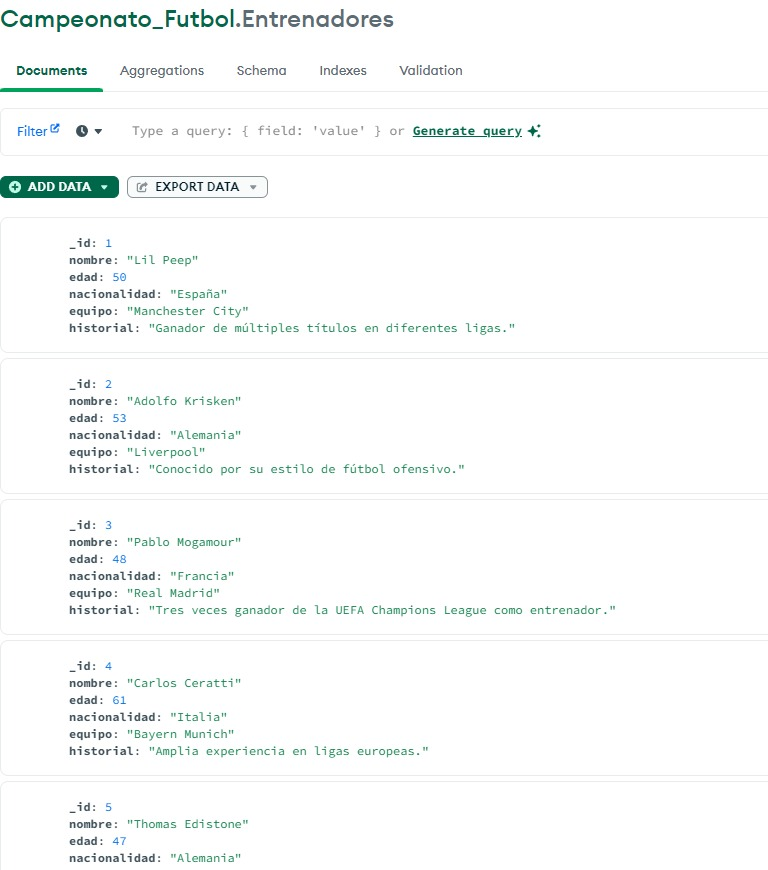 Campeonato_Futbol.Entrenadores
Documents Aggregations Schema Indexes Validation
Filter Type a query: { field: 'value' } or Generate query
ADD DATA EXPORT DATA
_id: 1
nombre: "Lil Peep"
edad: 50
nacionalidad: "España"
equipo: "Manchester City"
historial: "Ganador de múltiples títulos en diferentes ligas."
_id: 2
nombre: "Adolfo Krisken"
edad: 53
nacionalidad: "Alemania"
equipo: "Liverpool"
historial: "Conocido por su estilo de fútbol ofensivo."
_id: 3
nombre: "Pablo Mogamour"
edad: 48
nacionalidad: "Francia"
equipo: "Real Madrid"
historial: "Tres veces ganador de la UEFA Champions League como entrenador."
_id: 4
nombre: "Carlos Ceratti"
edad: 61
nacionalidad: "Italia"
equipo: "Bayern Munich"
historial: "Amplia experiencia en ligas europeas."
_id: 5
nombre: "Thomas Edistone"
edad: 47
nacionalidad: "Alemania"